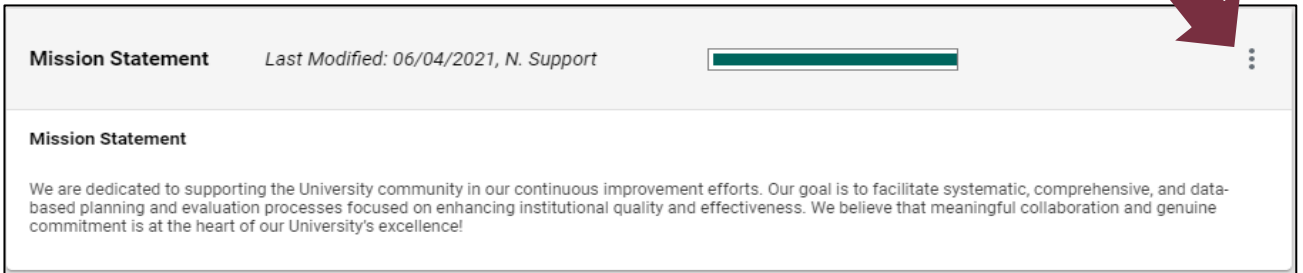 Mission Statement Last Modified: 06/04/2021, N. Support
Mission Statement
We are dedicated to supporting the University community in our continuous improvement efforts. Our goal is to facilitate systematic, comprehensive, and data-
based planning and evaluation processes focused on enhancing institutional quality and effectiveness. We believe that meaningful collaboration and genuine
commitment is at the heart of our University's excellence!